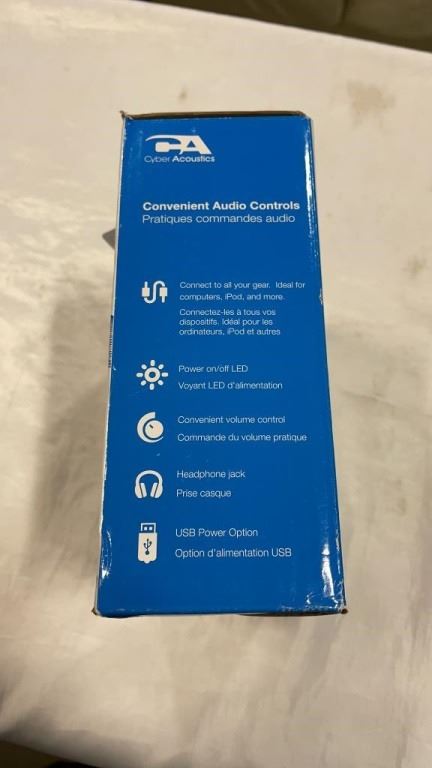 CA
Cyber Acoustics
Convenient Audio Controls
Pratiques commandes audio
Connect to all your gear. Ideal for
computers, iPod, and more.
Connectez-les à tous vos
dispositifs. Idéal pour les
ordinateurs, iPod et autres
Power on/off LED
Voyant LED d'alimentation
Convenient volume control
Commande du volume pratique
Headphone jack
Prise casque
USB Power Option
Option d'alimentation USB